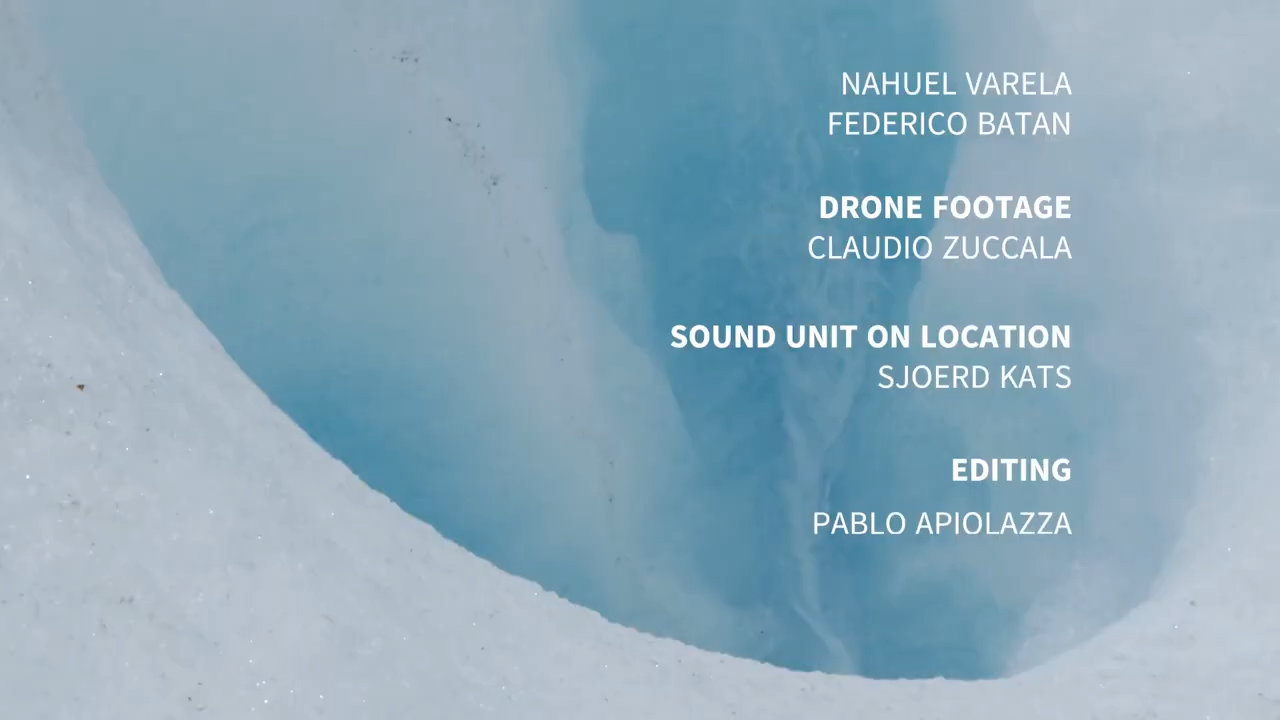 NAHUEL VARELA
FEDERICO BATAN
DRONE FOOTAGE
CLAUDIO ZUCCALA
SOUND UNIT ON LOCATION
SJOERD KATS
EDITING
PABLO APIOLAZZA